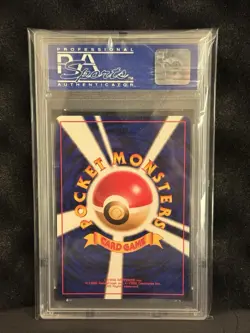 PROFESSIONAL
PSA
Sports
AUTHENTICATOR
POCKET MONSTERS
CARD GAME